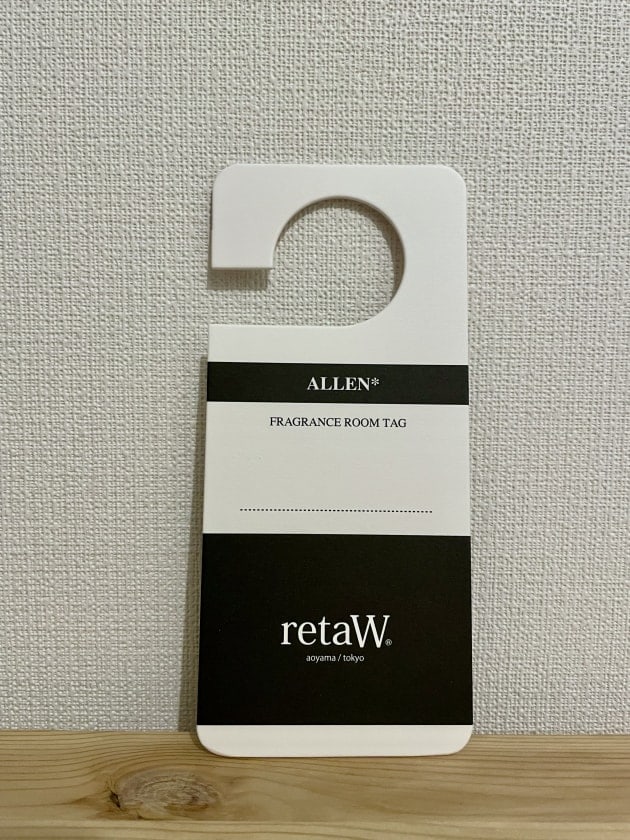 ALLEN*
FRAGRANCE ROOM TAG
retaW®
aoyama / tokyo